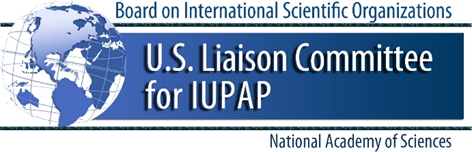 Board on International Scientific Organizations
U.S. Liaison Committee
for IUPAP
National Academy of Sciences